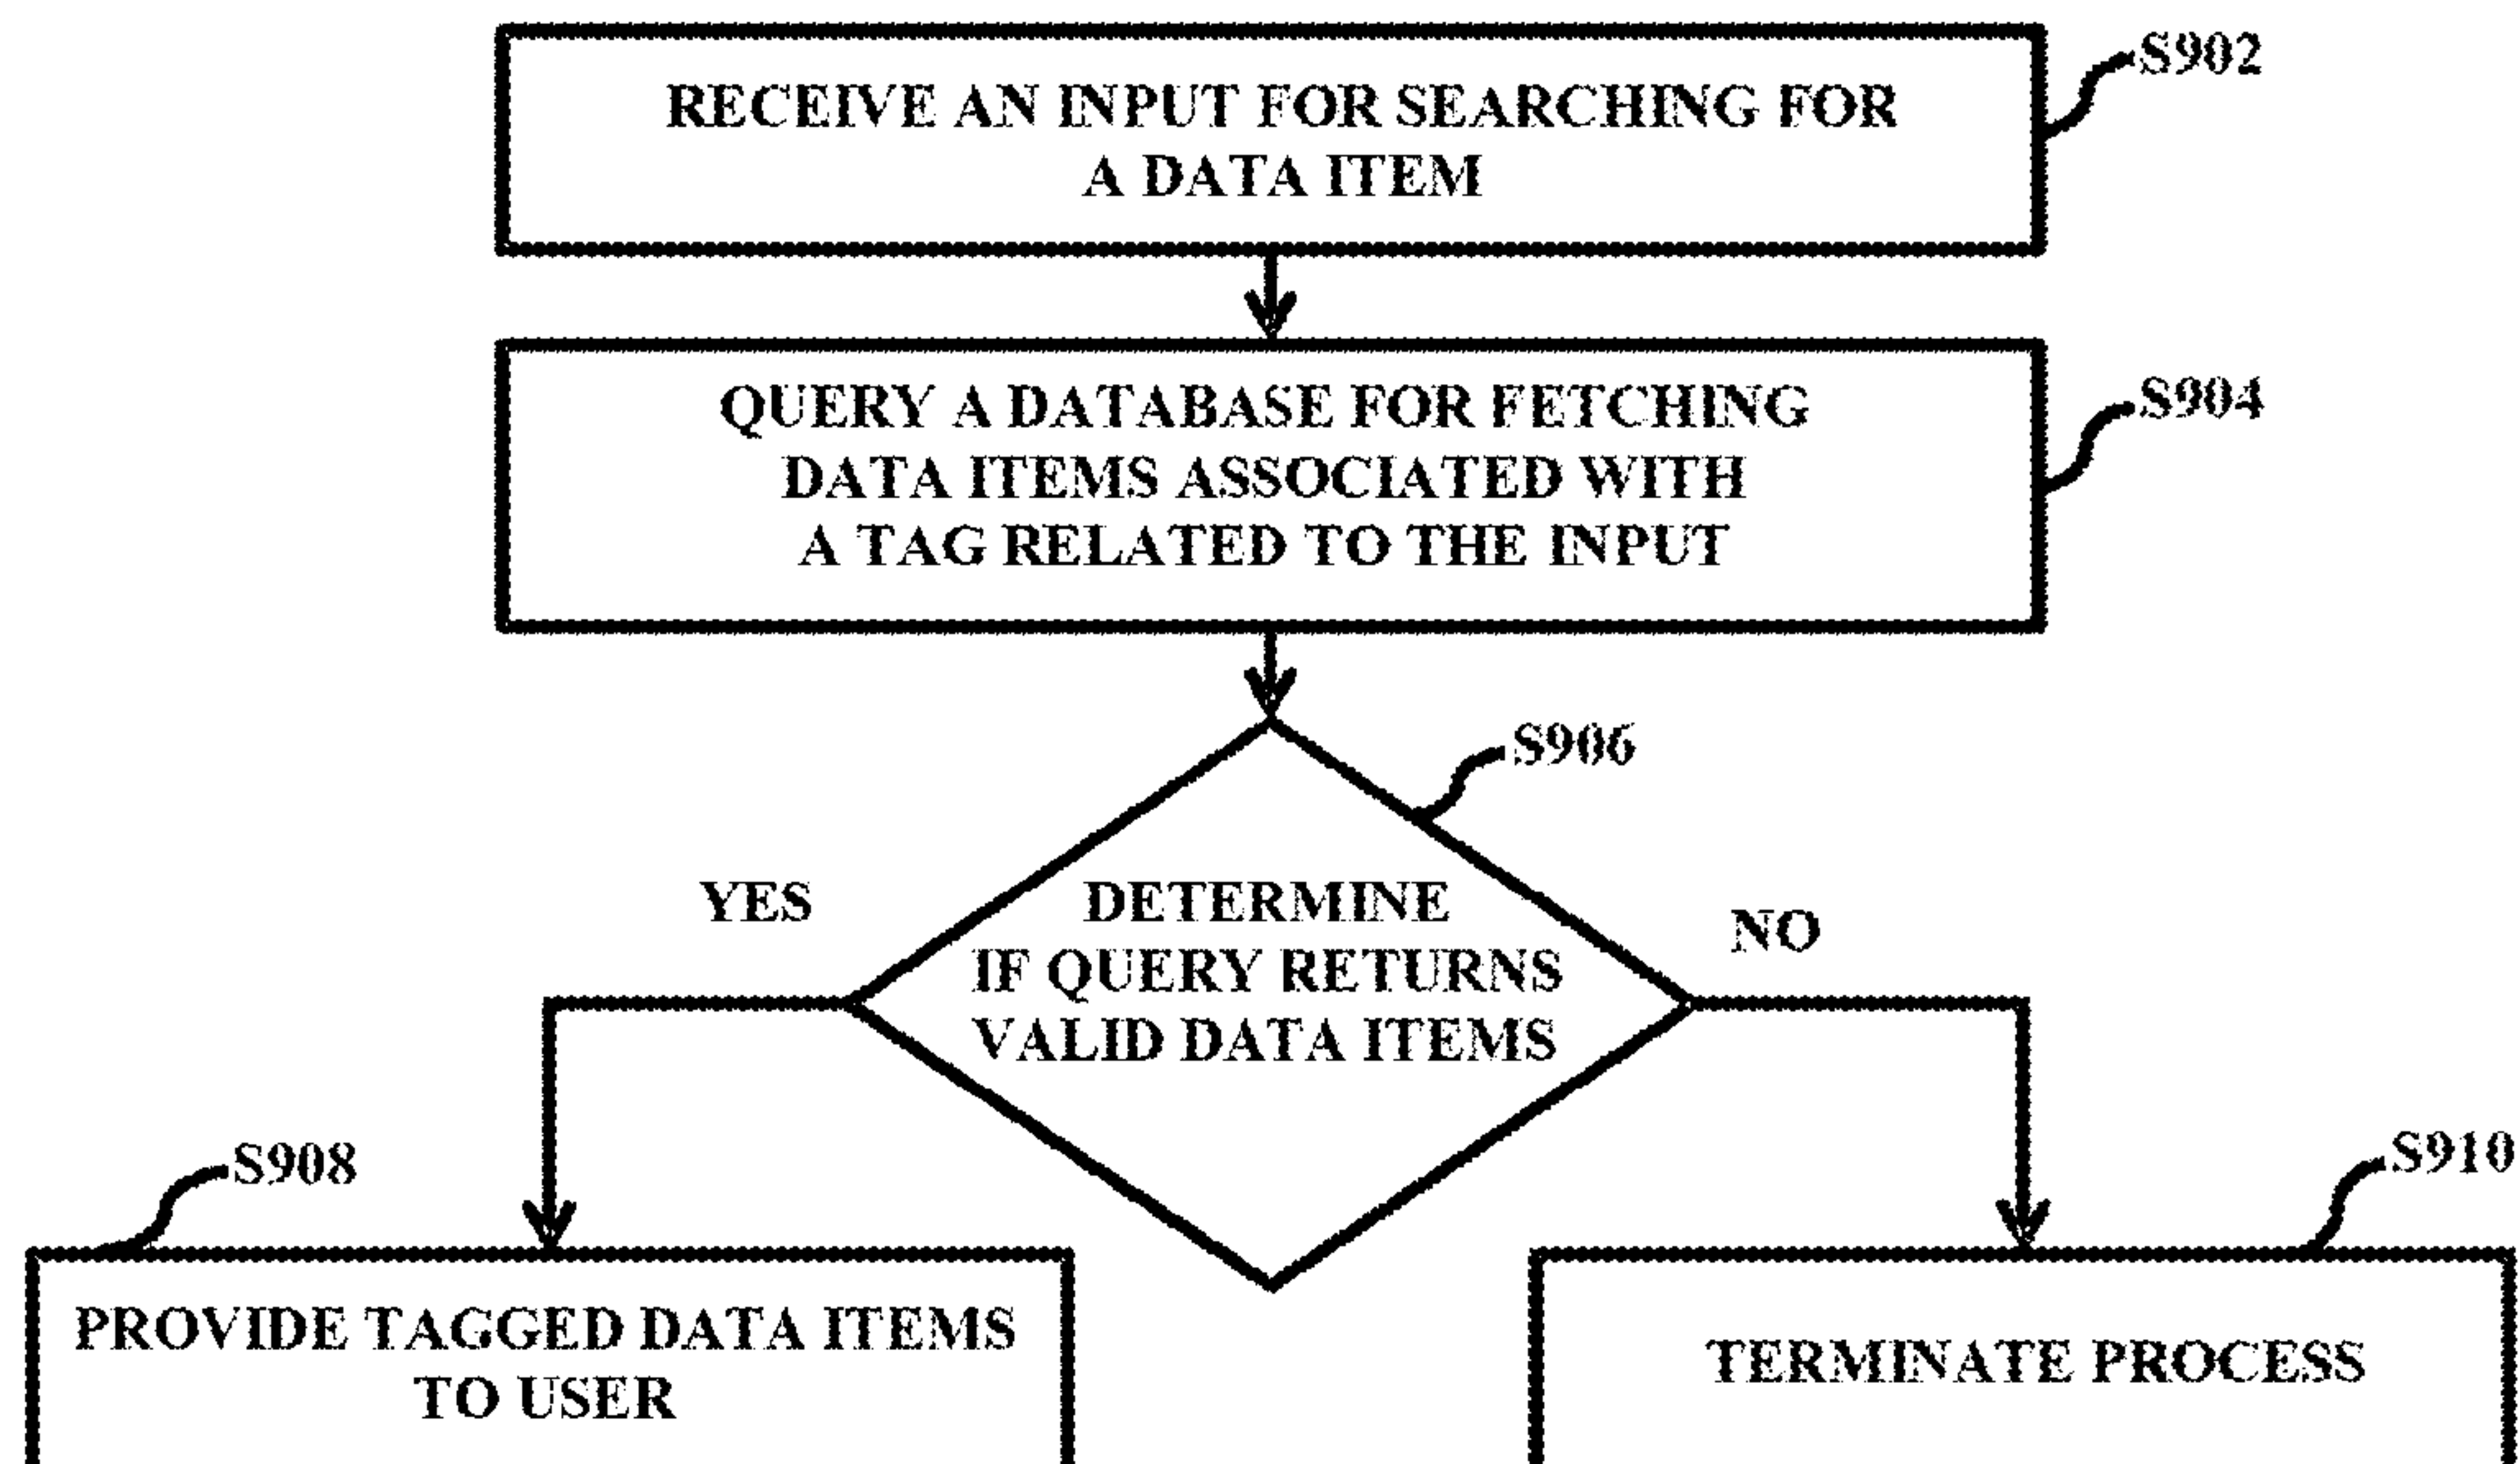 S902
RECEIVE AN INPUT FOR SEARCHING FOR
A DATA ITEM
S904
QUERY A DATABASE FOR FETCHING
DATA ITEMS ASSOCIATED WITH
A TAG RELATED TO THE INPUT
S906
DETERMINE
IF QUERY RETURNS
VALID DATA ITEMS
YES
NO
S908
PROVIDE TAGGED DATA ITEMS
TO USER
S910
TERMINATE PROCESS